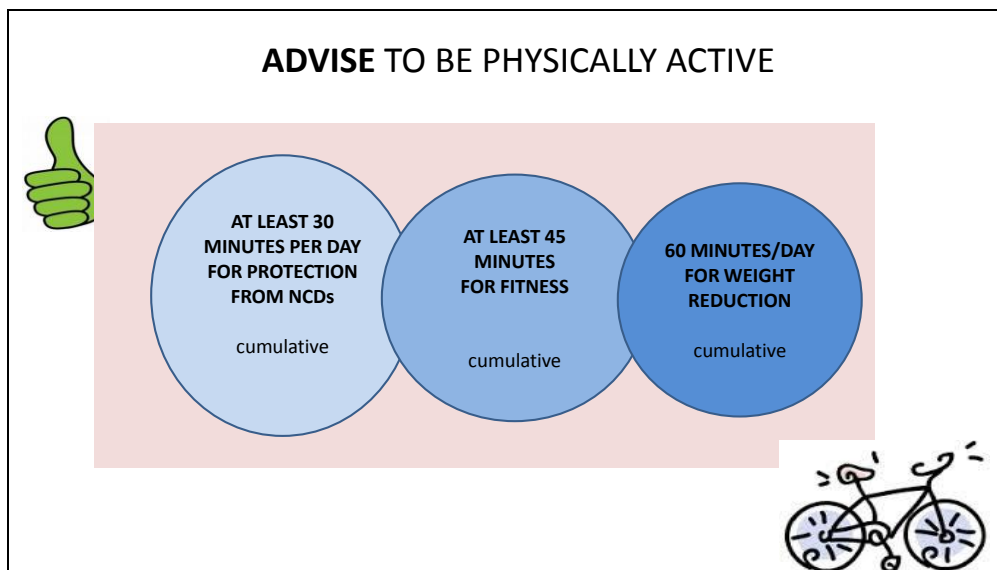 ADVISE TO BE PHYSICALLY ACTIVE
AT LEAST 30
MINUTES PER DAY
FOR PROTECTION
FROM NCDs
cumulative
AT LEAST 45
MINUTES
FOR FITNESS
cumulative
60 MINUTES/DAY
FOR WEIGHT
REDUCTION
cumulative